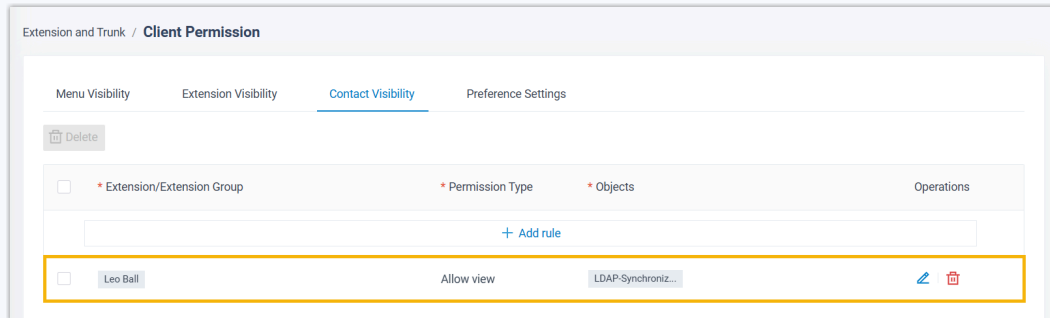 Extension and Trunk / Client Permission
Menu Visibility Extension Visibility Contact Visibility Preference Settings
Delete
* Extension/Extension Group * Permission Type * Objects Operations
+ Add rule
Leo Ball Allow view LDAP-Synchroniz...